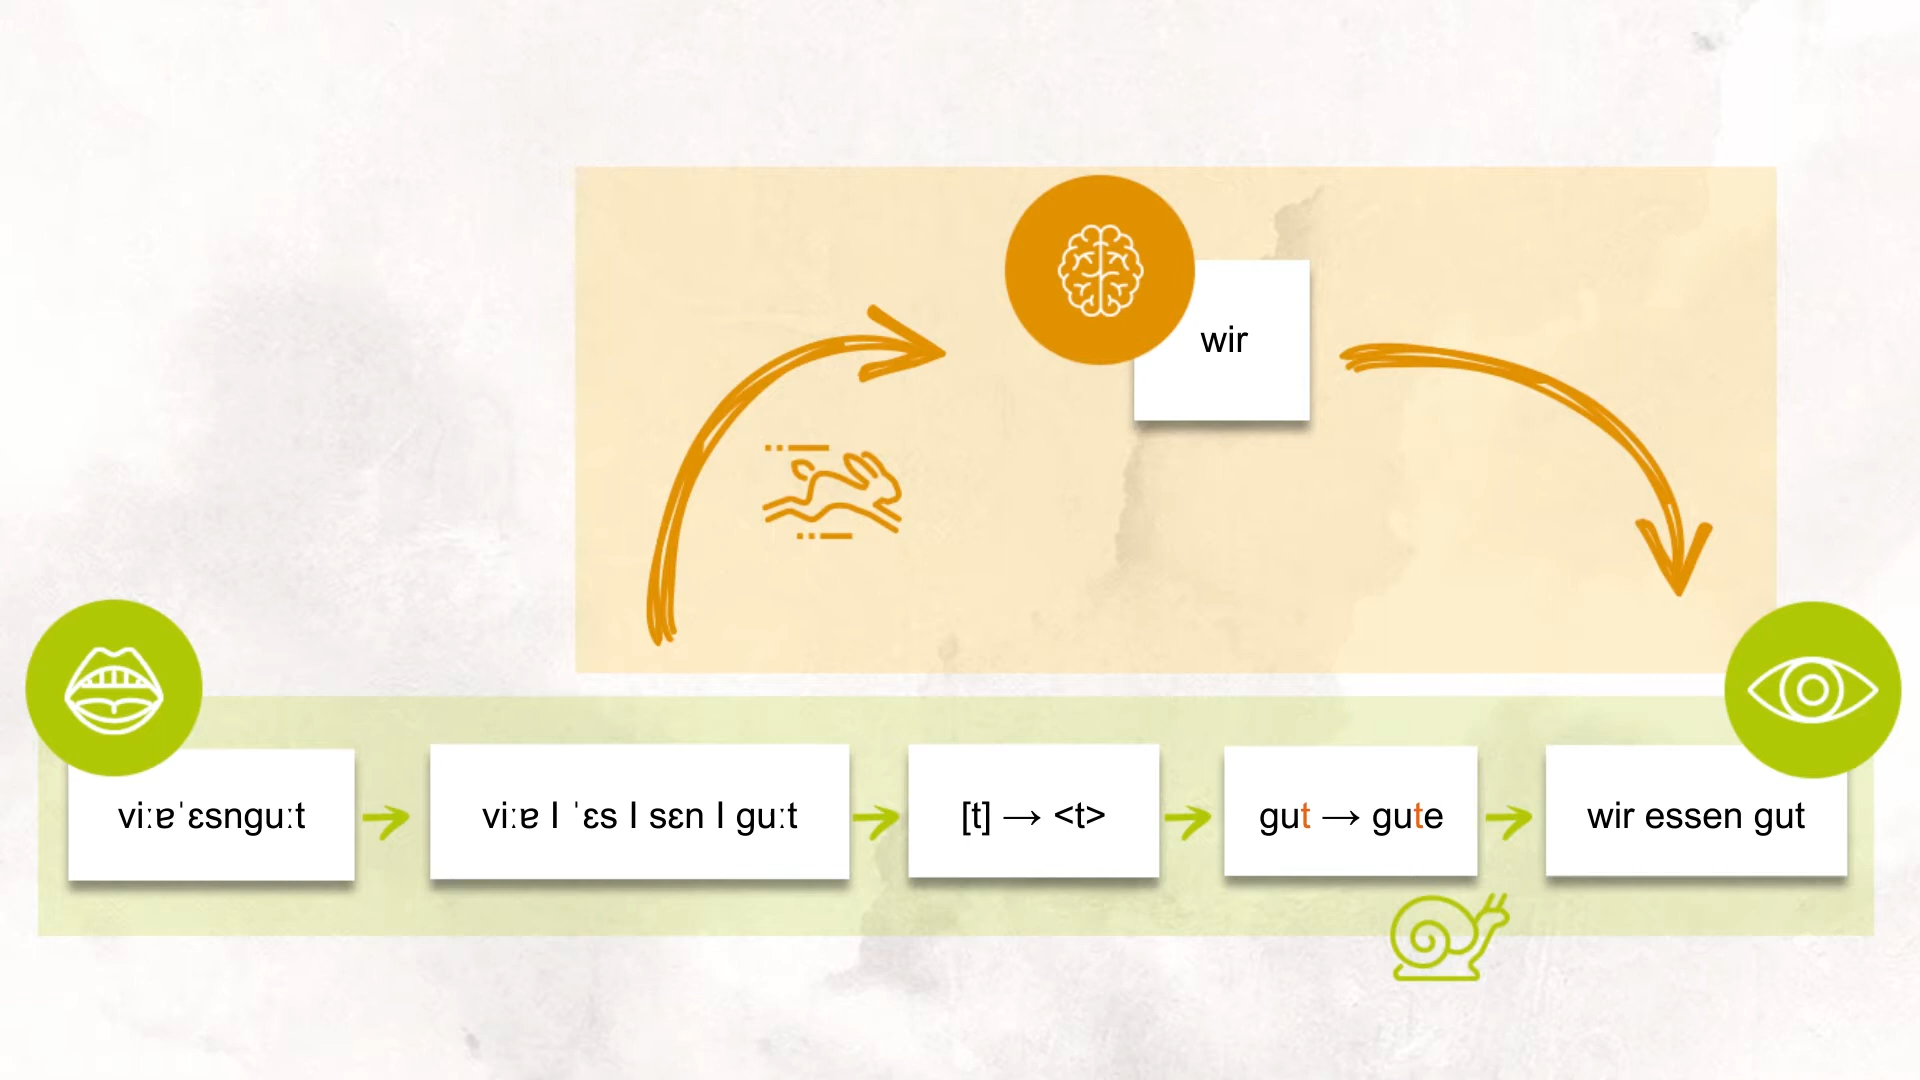 wir
viːɐˈɛsnguːt
viːɐ I ˈɛs I sɛn I guːt
[t] → <t>
gut → gute
wir essen gut